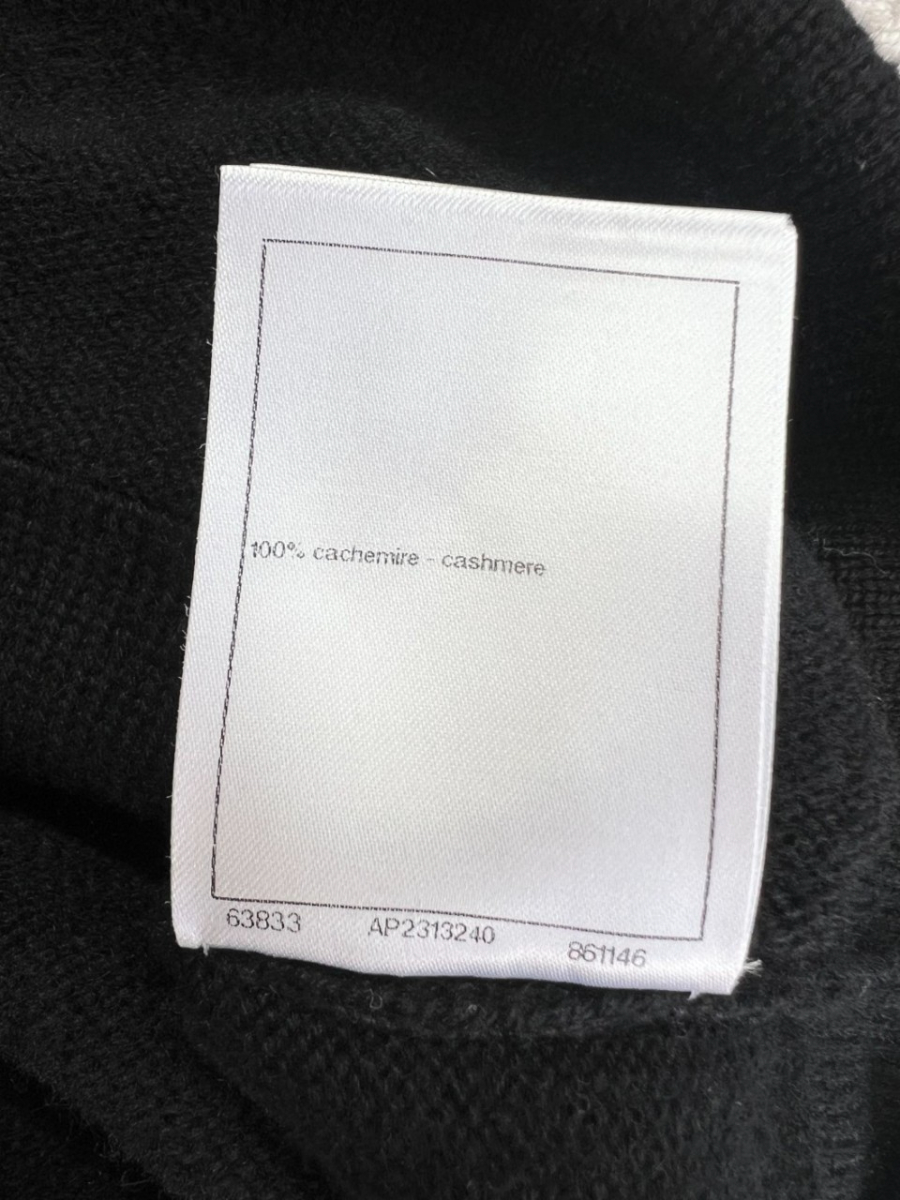 100% cachemire - cashmere
63833 AP2313240 861146